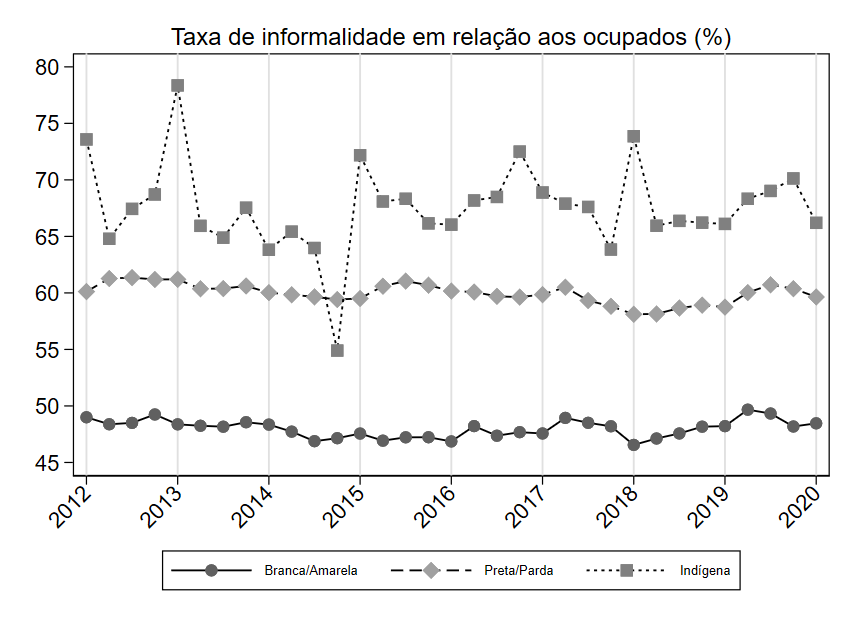 Taxa de informalidade em relação aos ocupados (%)
80
75
70
65
60
55
50
45
2012 2013 2014 2015 2016 2017 2018 2019 2020
Branca/Amarela Preta/Parda Indígena